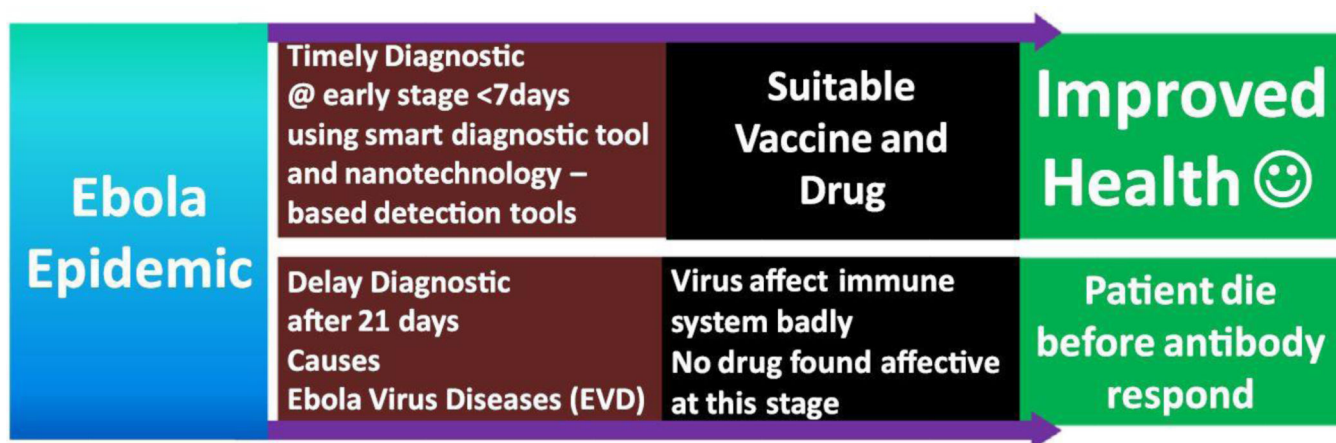 Ebola
Epidemic
Timely Diagnostic
@ early stage <7days
using smart diagnostic tool
and nanotechnology –
based detection tools
Suitable
Vaccine and
Drug
Improved
Health ☺
Delay Diagnostic
after 21 days
Causes
Ebola Virus Diseases (EVD)
Virus affect immune
system badly
No drug found affective
at this stage
Patient die
before antibody
respond